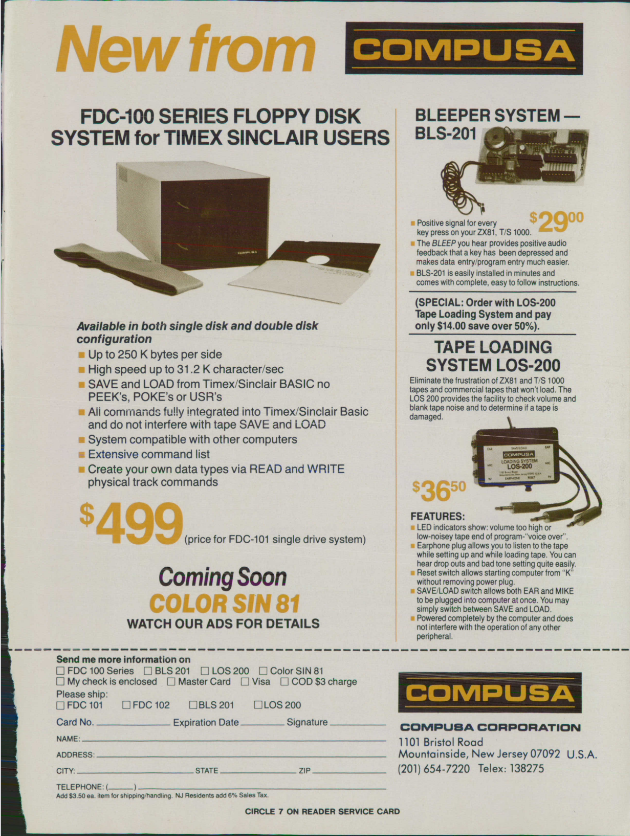 New from COMPUSA
FDC-100 SERIES FLOPPY DISK
SYSTEM for TIMEX SINCLAIR USERS
Available in both single disk and double disk
configuration
Up to 250 K bytes per side
High speed up to 31.2 K character/sec
SAVE and LOAD from Timex/Sinclair BASIC no
PEEK's, POKE's or USR's
All commands fully integrated into Timex/Sinclair Basic
and do not interfere with tape SAVE and LOAD
System compatible with other computers
Extensive command list
Create your own data types via READ and WRITE
physical track commands
$499 (price for FDC-101 single drive system)
Coming Soon
COLOR SIN 81
WATCH OUR ADS FOR DETAILS
BLEEPER SYSTEM —
BLS-201
$29.00
Positive signal for every
key press on your ZX81, T/S 1000.
The BLEEP you hear provides positive audio
feedback that a key has been depressed and
makes data entry/program entry much easier.
BLS-201 is easily installed in minutes and
comes with complete, easy to follow instructions.
(SPECIAL: Order with LOS-200
Tape Loading System and pay
only $14.00 save over 50%).
TAPE LOADING
SYSTEM LOS-200
Eliminate the frustration of ZX81 and T/S 1000
tapes and commercial tapes that won't load. The
LOS 200 provides the facility to check volume and
blank tape noise and to determine if a tape is
damaged.
COMPUSA
LOADING SYSTEM
LOS-200
$36.50
FEATURES:
LED indicators show: volume too high or
low-noisey tape end of program-"voice over".
Earphone plug allows you to listen to the tape
while setting up and while loading tape. You can
hear drop outs and bad tone setting quite easily.
Reset switch allows starting computer from "K"
without removing power plug.
SAVE/LOAD switch allows both EAR and MIKE
to be plugged into computer at once. You may
simply switch between SAVE and LOAD.
Powered completely by the computer and does
not interfere with the operation of any other
peripheral.
Send me more information on
FDC 100 Series BLS 201 LOS 200 Color SIN 81
My check is enclosed Master Card Visa COD $3 charge
Please ship:
FDC 101 FDC 102 BLS 201 LOS 200
Card No. Expiration Date Signature
NAME:
ADDRESS:
CITY: STATE ZIP
TELEPHONE: ( )
Add $3.50 ea. item for shipping/handling. NJ Residents add 6% Sales Tax.
COMPUSA
COMPUSA CORPORATION
1101 Bristol Road
Mountainside, New Jersey 07092 U.S.A.
(201) 654-7220 Telex: 138275
CIRCLE 7 ON READER SERVICE CARD